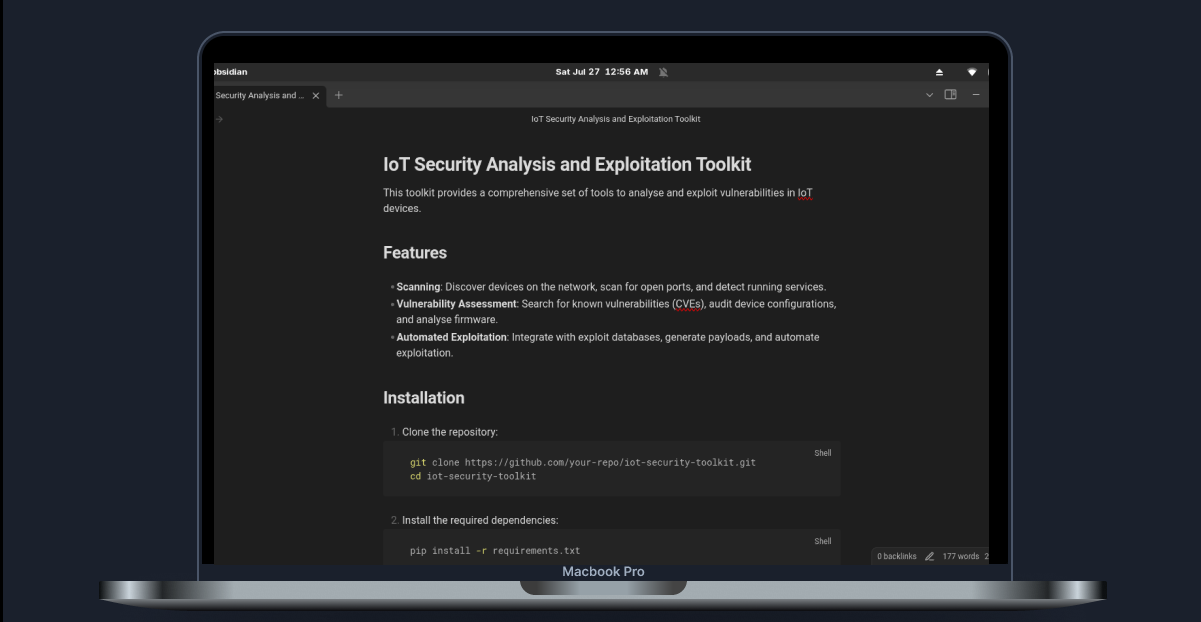 obsidian
Sat Jul 27 12:56 AM
Security Analysis and ...
IoT Security Analysis and Exploitation Toolkit
IoT Security Analysis and Exploitation Toolkit
This toolkit provides a comprehensive set of tools to analyse and exploit vulnerabilities in IoT
devices.
Features
Scanning: Discover devices on the network, scan for open ports, and detect running services.
Vulnerability Assessment: Search for known vulnerabilities (CVEs), audit device configurations,
and analyse firmware.
Automated Exploitation: Integrate with exploit databases, generate payloads, and automate
exploitation.
Installation
1. Clone the repository:
Shell
git clone https://github.com/your-repo/iot-security-toolkit.git
cd iot-security-toolkit
2. Install the required dependencies:
Shell
pip install -r requirements.txt
0 backlinks 177 words 2
Macbook Pro